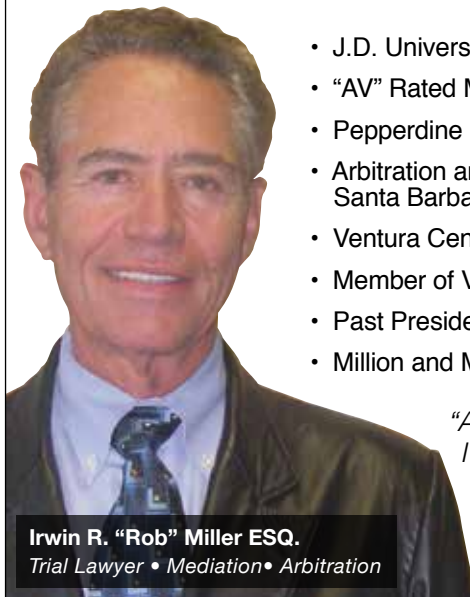 • J.D. Univers
• “AV” Rated M
• Pepperdine
• Arbitration a
Santa Barba
• Ventura Cen
• Member of V
• Past Preside
• Million and M
“A
I
Irwin R. “Rob” Miller ESQ.
Trial Lawyer • Mediation• Arbitration